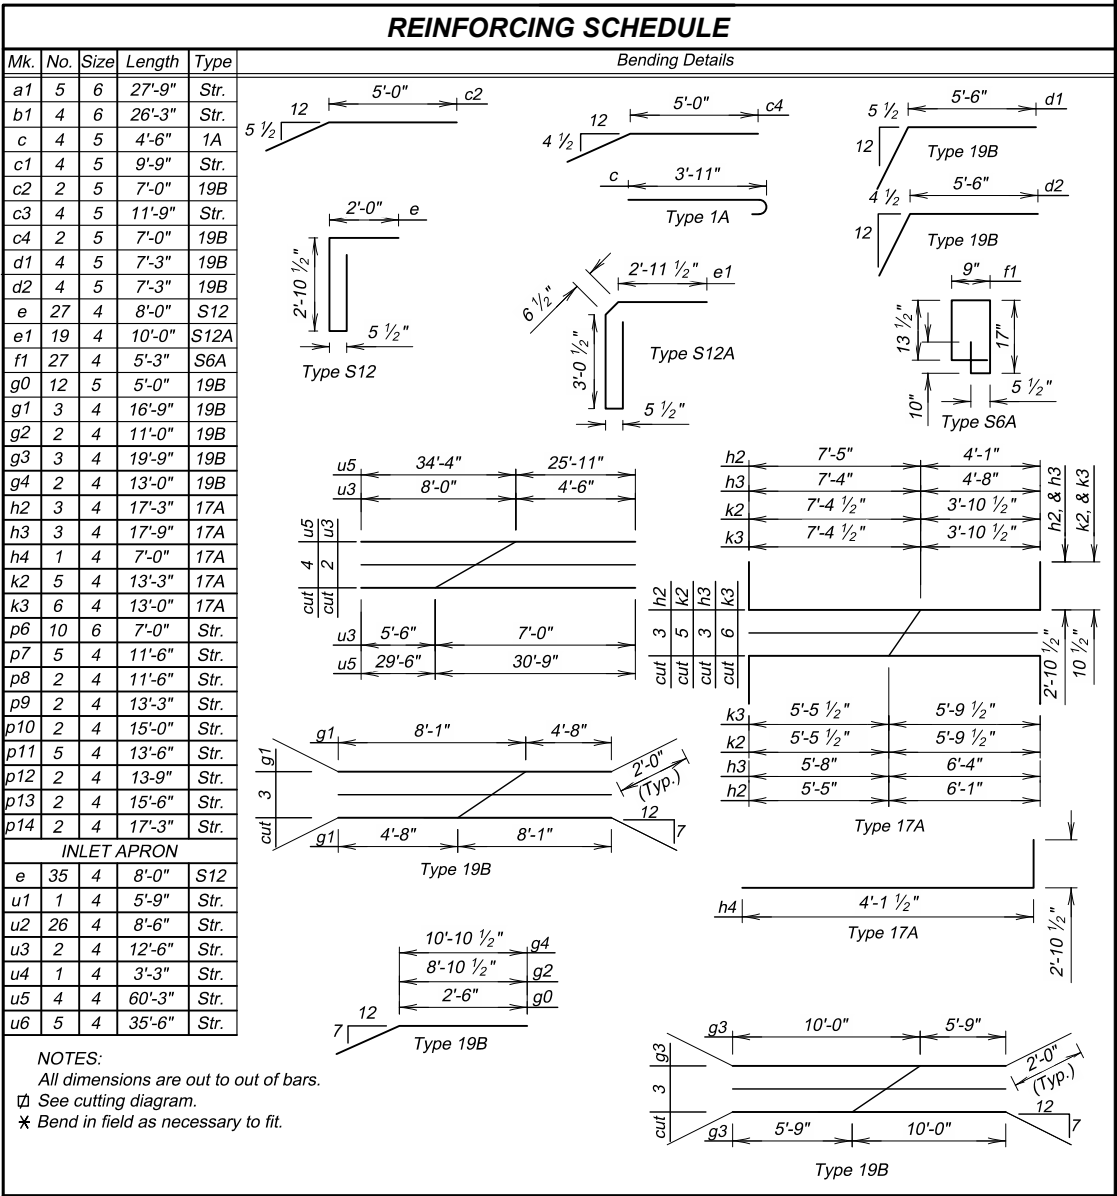 REINFORCING SCHEDULE
Mk. No. Size Length Type Bending Details
a1 5 6 27'-9" Str.
b1 4 6 26'-3" Str.
c 4 5 4'-6" 1A
c1 4 5 9'-9" Str.
c2 2 5 7'-0" 19B
c3 4 5 11'-9" Str.
c4 2 5 7'-0" 19B
d1 4 5 7'-3" 19B
d2 4 5 7'-3" 19B
e 27 4 8'-0" S12
e1 19 4 10'-0" S12A
f1 27 4 5'-3" S6A
g0 12 5 5'-0" 19B
g1 3 4 16'-9" 19B
g2 2 4 11'-0" 19B
g3 3 4 19'-9" 19B
g4 2 4 13'-0" 19B
h2 3 4 17'-3" 17A
h3 3 4 17'-9" 17A
h4 1 4 7'-0" 17A
k2 5 4 13'-3" 17A
k3 6 4 13'-0" 17A
p6 10 6 7'-0" Str.
p7 5 4 11'-6" Str.
p8 2 4 11'-6" Str.
p9 2 4 13'-3" Str.
p10 2 4 15'-0" Str.
p11 5 4 13'-6" Str.
p12 2 4 13-9" Str.
p13 2 4 15'-6" Str.
p14 2 4 17'-3" Str.
INLET APRON
e 35 4 8'-0" S12
u1 1 4 5'-9" Str.
u2 26 4 8'-6" Str.
u3 2 4 12'-6" Str.
u4 1 4 3'-3" Str.
u5 4 4 60'-3" Str.
u6 5 4 35'-6" Str.
NOTES:
All dimensions are out to out of bars.
See cutting diagram.
Bend in field as necessary to fit.
5'-0" c2
12
5 ½
5'-0" c4
12
4 ½
c 3'-11"
Type 1A
5'-6" d1
5 ½
12
Type 19B
5'-6" d2
4 ½
12
Type 19B
2'-0" e
2'-10 ½"
5 ½"
Type S12
2'-11 ½" e1
6 ½"
3'-0 ½"
5 ½"
Type S12A
9" f1
13 ½"
17"
10"
5 ½"
Type S6A
u5 34'-4" 25'-11"
u3 8'-0" 4'-6"
u5 u3
4 2
cut cut
u3 5'-6" 7'-0"
u5 29'-6" 30'-9"
h2 7'-5" 4'-1"
h3 7'-4" 4'-8"
k2 7'-4 ½" 3'-10 ½"
k3 7'-4 ½" 3'-10 ½"
h2, & h3
k2, & k3
h2 k2 h3 k3
3 5 3 6
cut cut cut cut
2'-10 ½"
10 ½"
k3 5'-5 ½" 5'-9 ½"
k2 5'-5 ½" 5'-9 ½"
h3 5'-8" 6'-4"
h2 5'-5" 6'-1"
Type 17A
g1 8'-1" 4'-8"
g1
3
cut
2'-0"
(Typ.)
12
7
g1 4'-8" 8'-1"
Type 19B
h4 4'-1 ½"
2'-10 ½"
Type 17A
10'-10 ½" g4
8'-10 ½" g2
2'-6" g0
12
7
Type 19B
g3 10'-0" 5'-9"
g3
3
cut
2'-0"
(Typ.)
12
7
g3 5'-9" 10'-0"
Type 19B